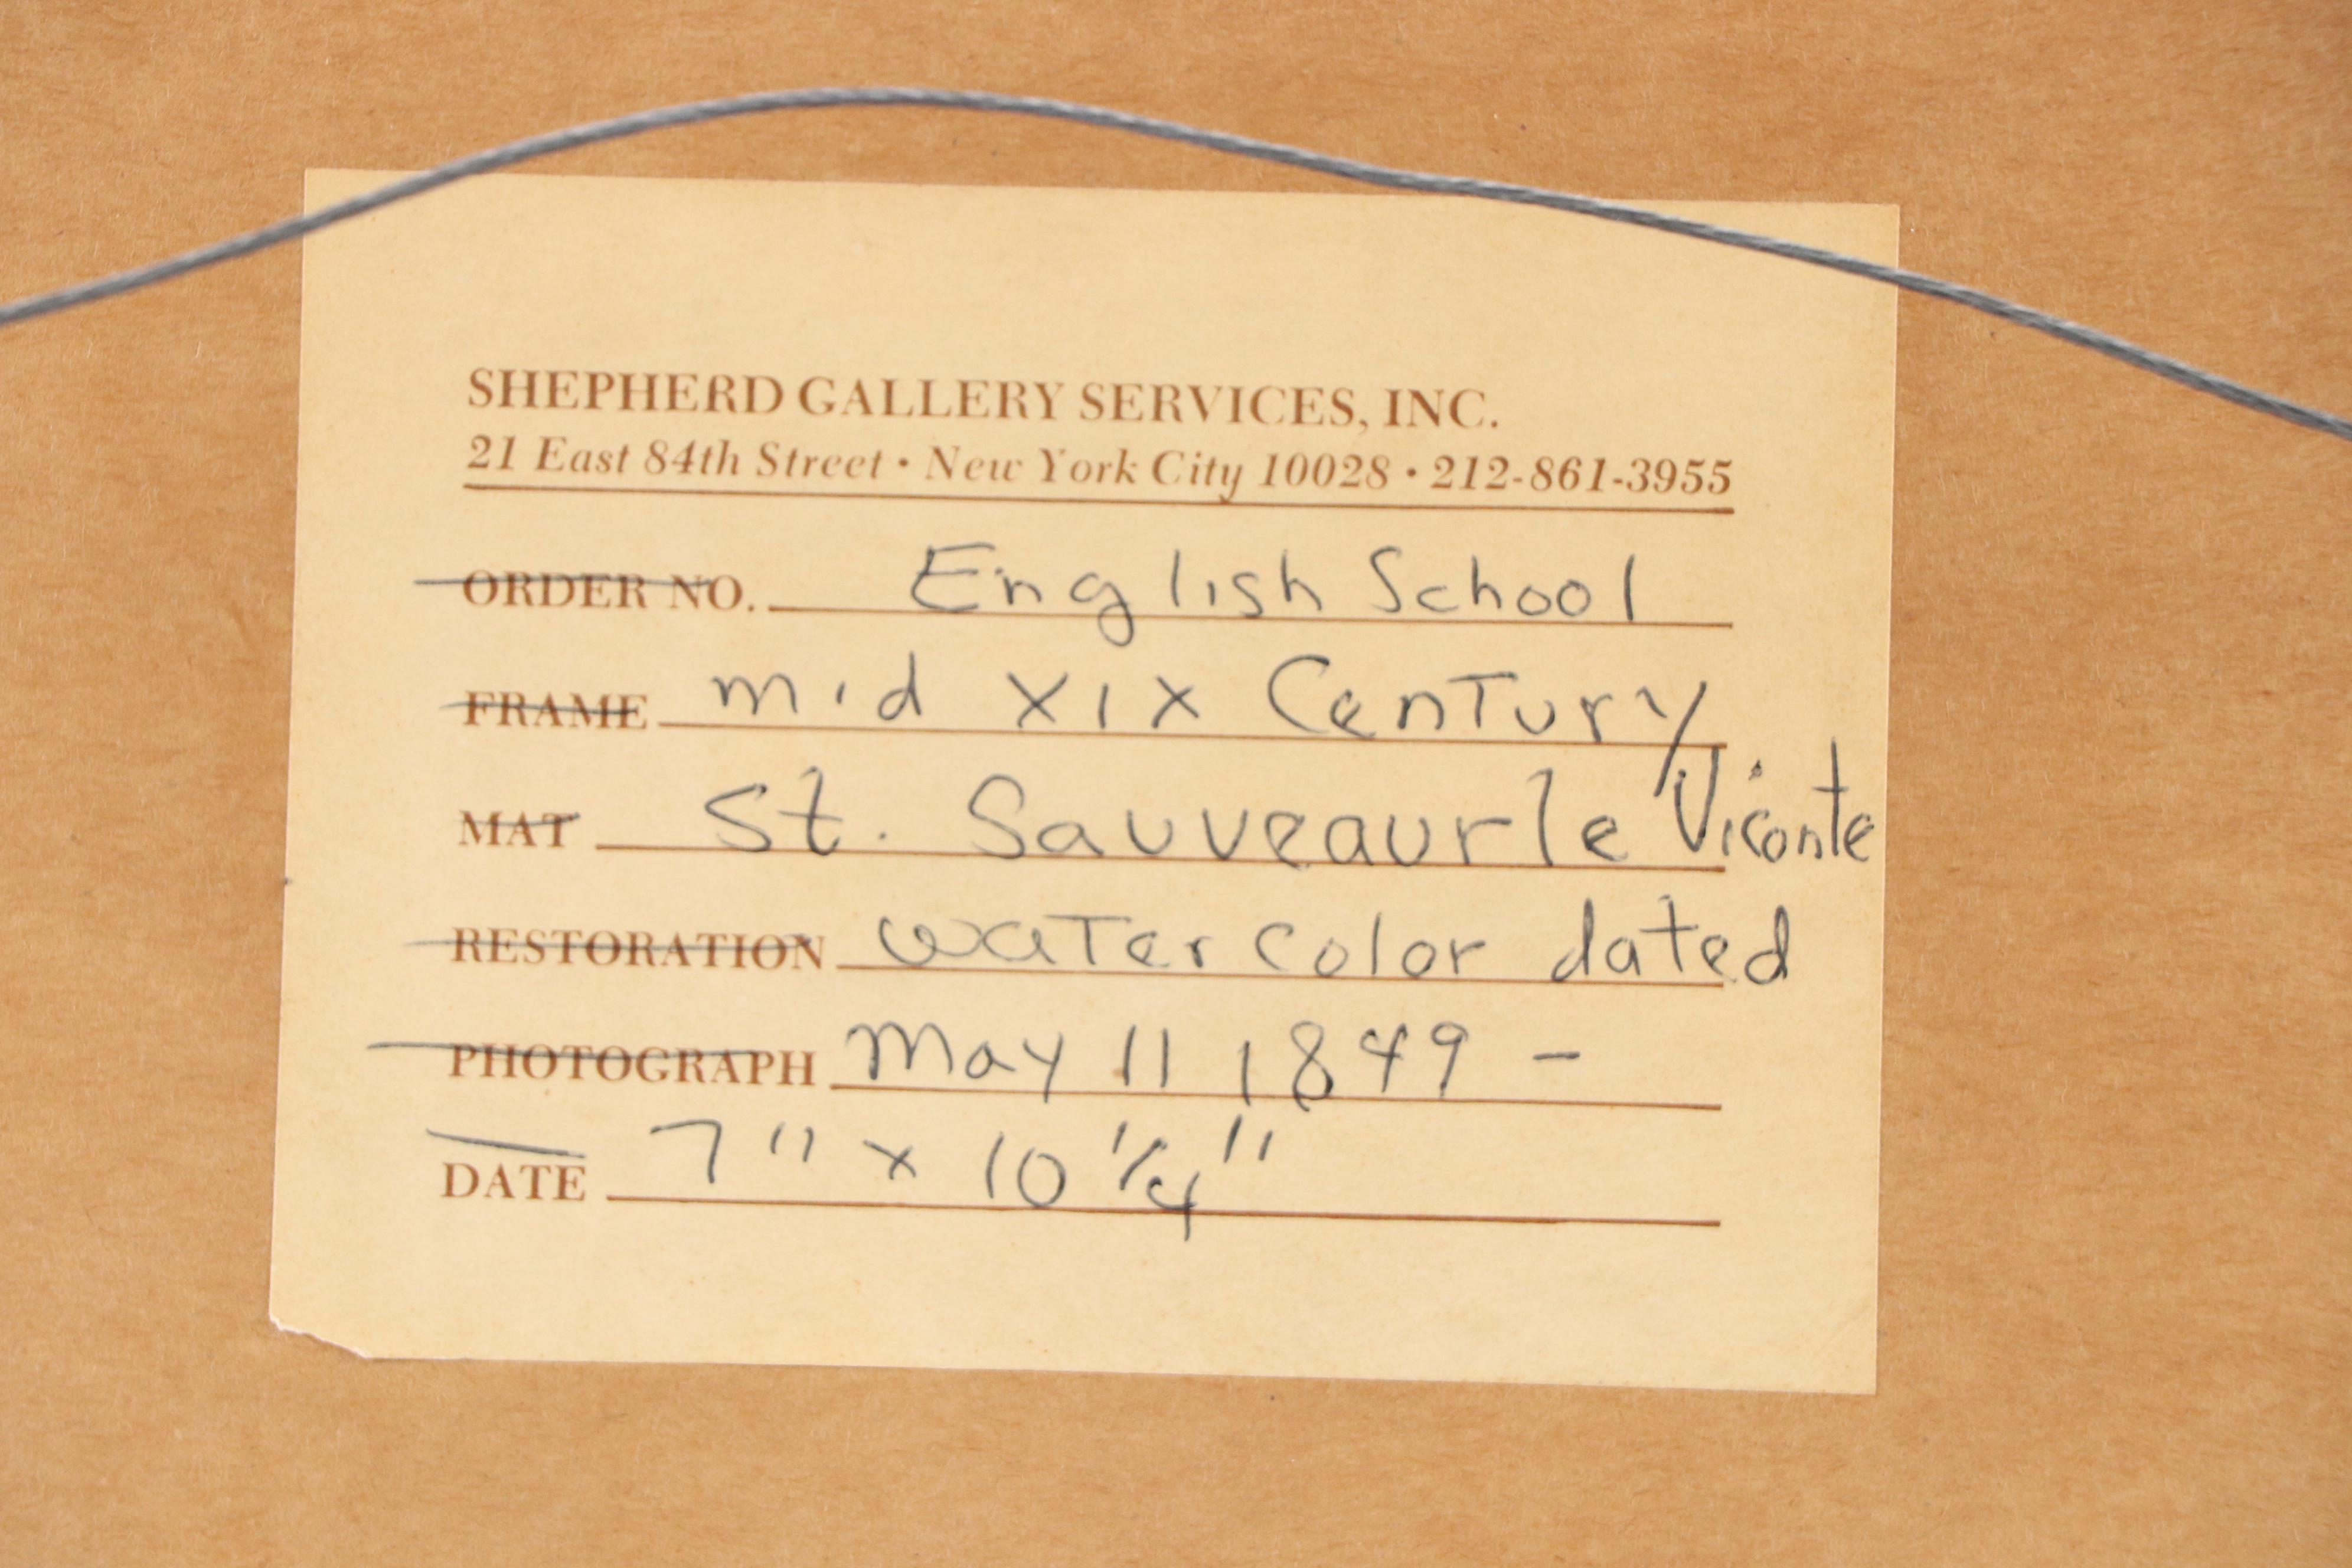 SHEPHERD GALLERY SERVICES, INC.
21 East 84th Street • New York City 10028 • 212-861-3955
ORDER NO. English School
FRAME mid XIX Century
MAT St. Sauveaur le Viconte
RESTORATION watercolor dated
PHOTOGRAPH May 11 1849 -
DATE 7" x 10 1/4"